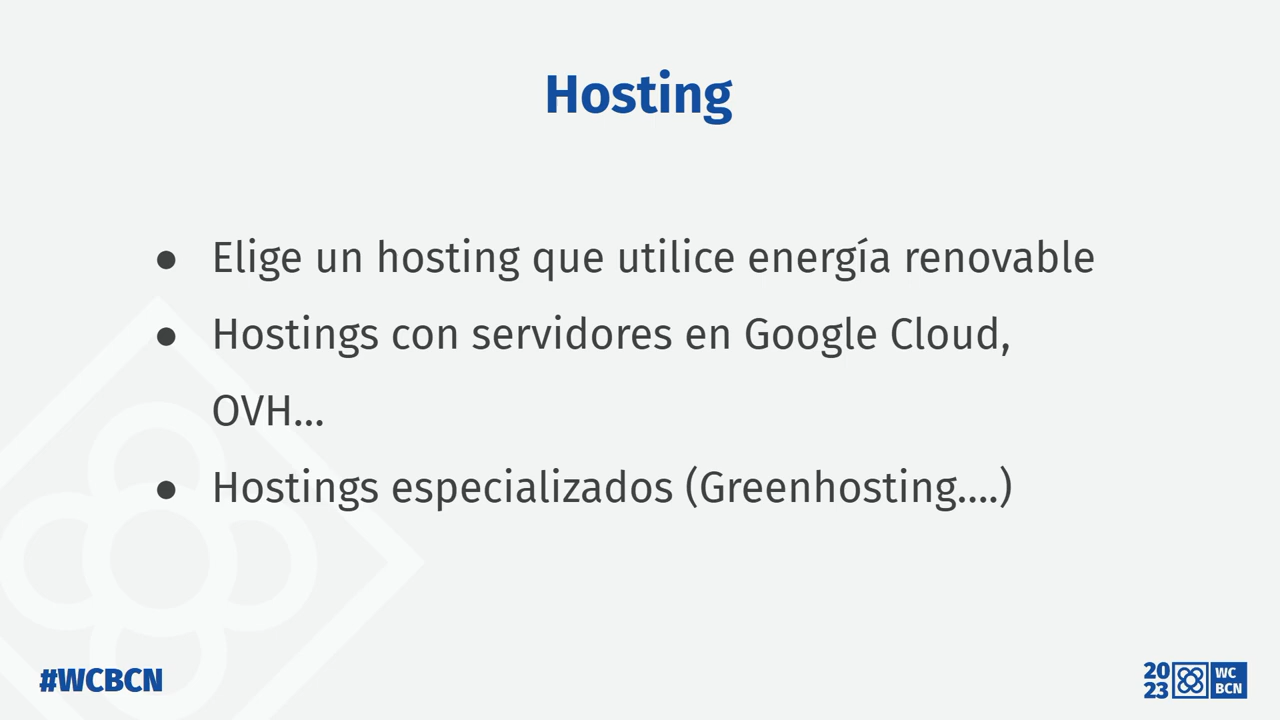 Hosting
● Elige un hosting que utilice energía renovable
● Hostings con servidores en Google Cloud,
OVH...
● Hostings especializados (Greenhosting....)
#WCBCN
20
23
WC
BCN